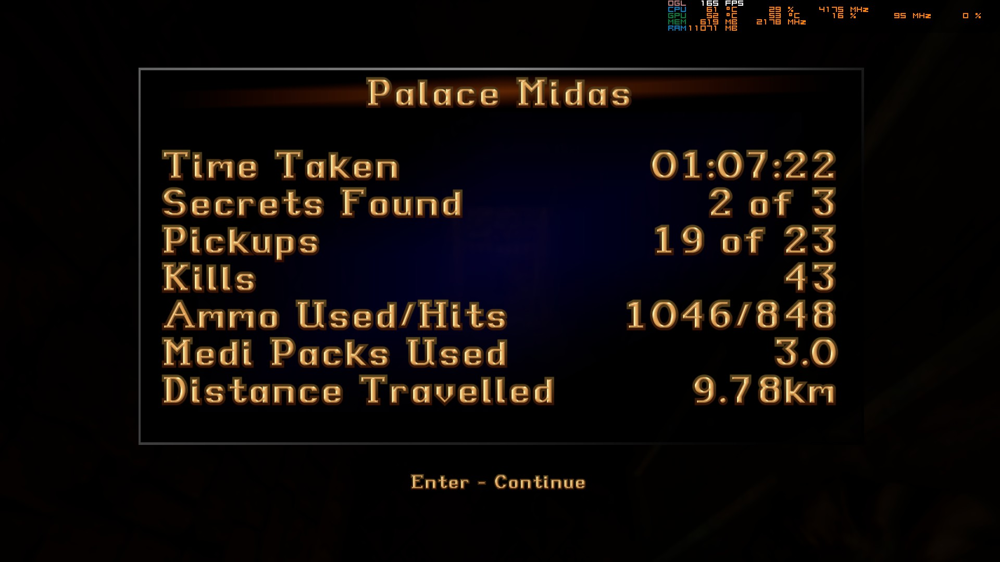 OGL 165 FPS
CPU 61 °C 29 % 4175 MHz
GPU 52 °C 53 °C 16 % 95 MHz 0 %
MEM 619 MB 2178 MHz
RAM 11071 MB
Palace Midas
Time Taken 01:07:22
Secrets Found 2 of 3
Pickups 19 of 23
Kills 43
Ammo Used/Hits 1046/848
Medi Packs Used 3.0
Distance Travelled 9.78km
Enter - Continue